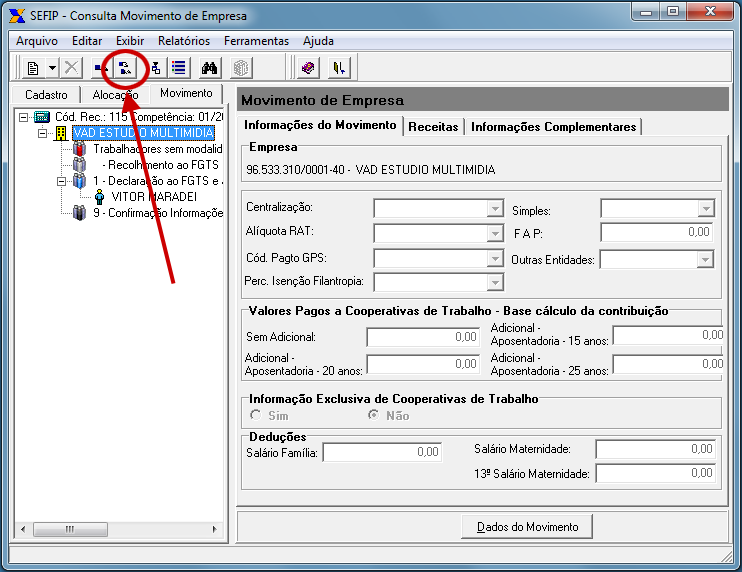 SEFIP - Consulta Movimento de Empresa
Arquivo Editar Exibir Relatórios Ferramentas Ajuda
Cadastro Alocação Movimento
Cód. Rec.: 115 Competência: 01/20
VAD ESTUDIO MULTIMIDIA
Trabalhadores sem modalid
- Recolhimento ao FGTS
1 - Declaração ao FGTS e
VITOR MARADEI
9 - Confirmação Informaçõe
Movimento de Empresa
Informações do Movimento Receitas Informações Complementares
Empresa
96.533.310/0001-40 - VAD ESTUDIO MULTIMIDIA
Centralização: Simples:
Alíquota RAT: F A P: 0,00
Cód. Pagto GPS: Outras Entidades:
Perc. Isenção Filantropia:
Valores Pagos a Cooperativas de Trabalho - Base cálculo da contribuição
Sem Adicional: 0,00
Adicional -
Aposentadoria - 15 anos: 0,00
Adicional -
Aposentadoria - 20 anos: 0,00
Adicional -
Aposentadoria - 25 anos: 0,00
Informação Exclusiva de Cooperativas de Trabalho
Sim Não
Deduções
Salário Família: 0,00
Salário Maternidade: 0,00
13º Salário Maternidade: 0,00
Dados do Movimento